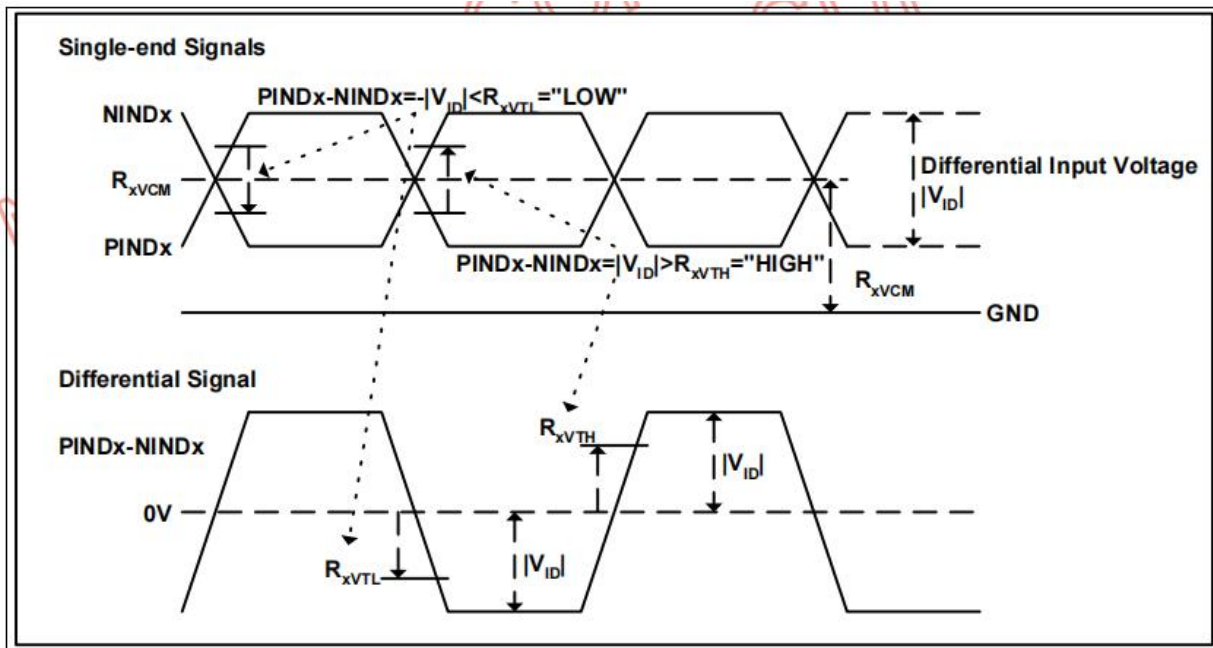 Single-end Signals
PINDx-NINDx=-|VID|<RxVTL="LOW"
NINDx
RxVCM
PINDx
Differential Input Voltage
|VID|
PINDx-NINDx=|VID|>RxVTH="HIGH"
RxVCM
GND
Differential Signal
PINDx-NINDx
RxVTH
|VID|
0V
RxVTL
|VID|